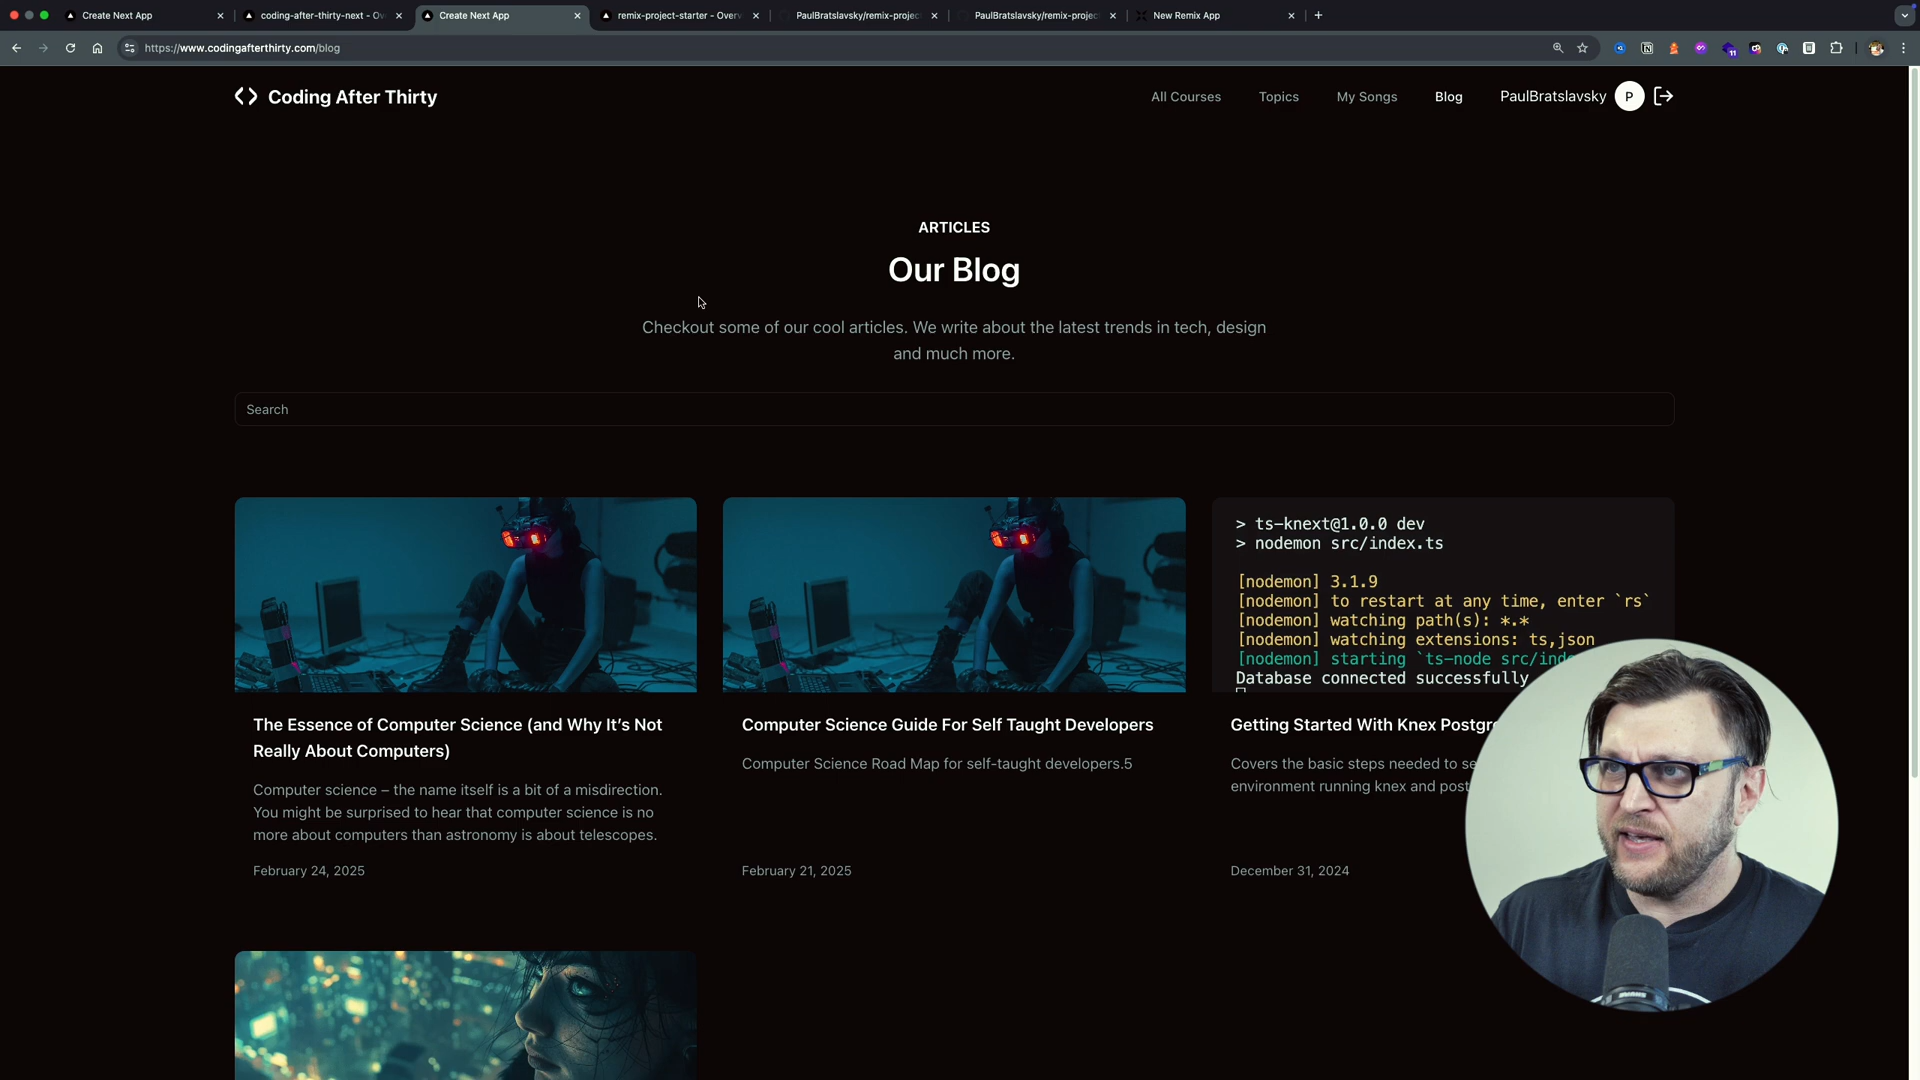 Create Next App
coding-after-thirty-next - Ov
Create Next App
remix-project-starter - Overv
PaulBratslavsky/remix-projec
PaulBratslavsky/remix-projec
New Remix App
https://www.codingafterthirty.com/blog
11
Coding After Thirty
All Courses
Topics
My Songs
Blog
PaulBratslavsky
P
ARTICLES
Our Blog
Checkout some of our cool articles. We write about the latest trends in tech, design
and much more.
Search
> ts-knext@1.0.0 dev
> nodemon src/index.ts
[nodemon] 3.1.9
[nodemon] to restart at any time, enter `rs`
[nodemon] watching path(s): *.*
[nodemon] watching extensions: ts,json
[nodemon] starting `ts-node src/inde
Database connected successfully
The Essence of Computer Science (and Why It’s Not
Really About Computers)
Computer science – the name itself is a bit of a misdirection.
You might be surprised to hear that computer science is no
more about computers than astronomy is about telescopes.
February 24, 2025
Computer Science Guide For Self Taught Developers
Computer Science Road Map for self-taught developers.5
February 21, 2025
Getting Started With Knex Postgre
Covers the basic steps needed to se
environment running knex and post
December 31, 2024